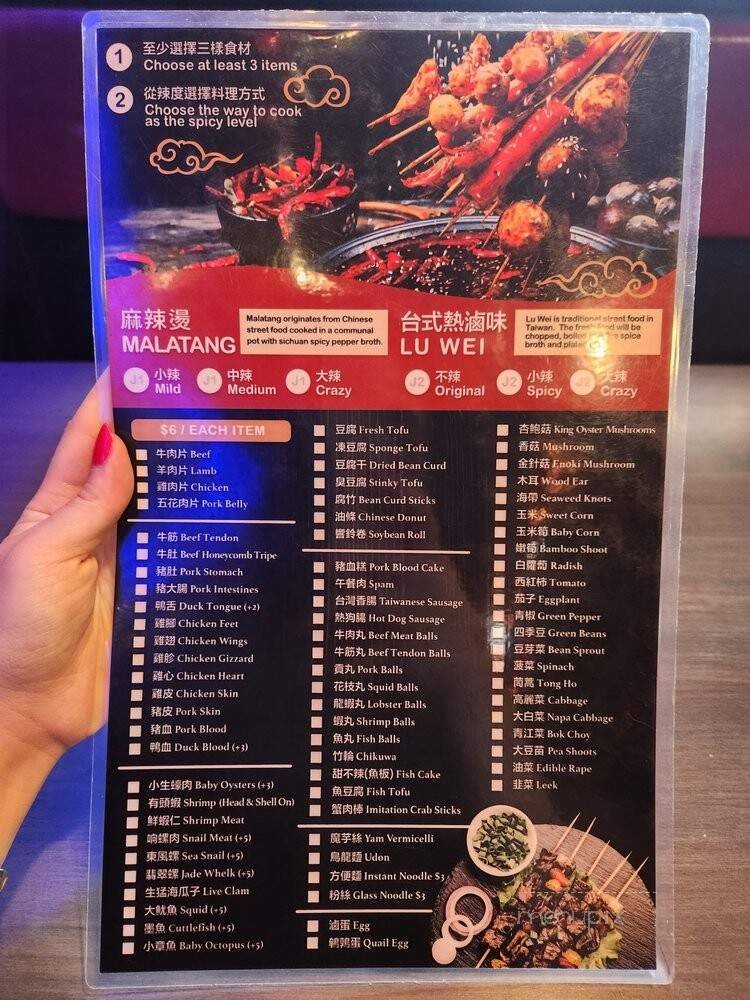 1 至少選擇三樣食材
Choose at least 3 items
2 從辣度選擇料理方式
Choose the way to cook
as the spicy level
麻辣燙
MALATANG
Malatang originates from Chinese
street food cooked in a communal
pot with sichuan spicy pepper broth.
J1 小辣 Mild
J1 中辣 Medium
J1 大辣 Crazy
台式熱滷味
LU WEI
Lu Wei is traditional street food in
Taiwan. The fresh food will be
chopped, boiled spice
broth and
J2 不辣 Original
J2 小辣 Spicy
J2 大辣 Crazy
$6 / EACH ITEM
牛肉片 Beef
羊肉片 Lamb
雞肉片 Chicken
五花肉片 Pork Belly
牛筋 Beef Tendon
牛肚 Beef Honeycomb Tripe
豬肚 Pork Stomach
豬大腸 Pork Intestines
鴨舌 Duck Tongue (+2)
雞腳 Chicken Feet
雞翅 Chicken Wings
雞胗 Chicken Gizzard
雞心 Chicken Heart
雞皮 Chicken Skin
豬皮 Pork Skin
豬血 Pork Blood
鴨血 Duck Blood (+3)
小生蠔肉 Baby Oysters (+3)
有頭蝦 Shrimp (Head & Shell On)
鮮蝦仁 Shrimp Meat
响螺肉 Snail Meat (+5)
東風螺 Sea Snail (+5)
翡翠螺 Jade Whelk (+5)
生猛海瓜子 Live Clam
大魷魚 Squid (+5)
墨魚 Cuttlefish (+5)
小章魚 Baby Octopus (+5)
豆腐 Fresh Tofu
凍豆腐 Sponge Tofu
豆腐干 Dried Bean Curd
臭豆腐 Stinky Tofu
腐竹 Bean Curd Sticks
油條 Chinese Donut
響鈴卷 Soybean Roll
豬血糕 Pork Blood Cake
午餐肉 Spam
台灣香腸 Taiwanese Sausage
熱狗腸 Hot Dog Sausage
牛肉丸 Beef Meat Balls
牛筋丸 Beef Tendon Balls
貢丸 Pork Balls
花枝丸 Squid Balls
龍蝦丸 Lobster Balls
蝦丸 Shrimp Balls
魚丸 Fish Balls
竹輪 Chikuwa
甜不辣(魚板) Fish Cake
魚豆腐 Fish Tofu
蟹肉棒 Imitation Crab Sticks
魔芋絲 Yam Vermicelli
烏龍麵 Udon
方便麵 Instant Noodle $3
粉絲 Glass Noodle $3
滷蛋 Egg
鵪鶉蛋 Quail Egg
杏鮑菇 King Oyster Mushrooms
香菇 Mushroom
金針菇 Enoki Mushroom
木耳 Wood Ear
海帶 Seaweed Knots
玉米 Sweet Corn
玉米筍 Baby Corn
嫩筍 Bamboo Shoot
白蘿蔔 Radish
西紅柿 Tomato
茄子 Eggplant
青椒 Green Pepper
四季豆 Green Beans
豆芽菜 Bean Sprout
菠菜 Spinach
茼蒿 Tong Ho
高麗菜 Cabbage
大白菜 Napa Cabbage
青江菜 Bok Choy
大豆苗 Pea Shoots
油菜 Edible Rape
韭菜 Leek
menupix